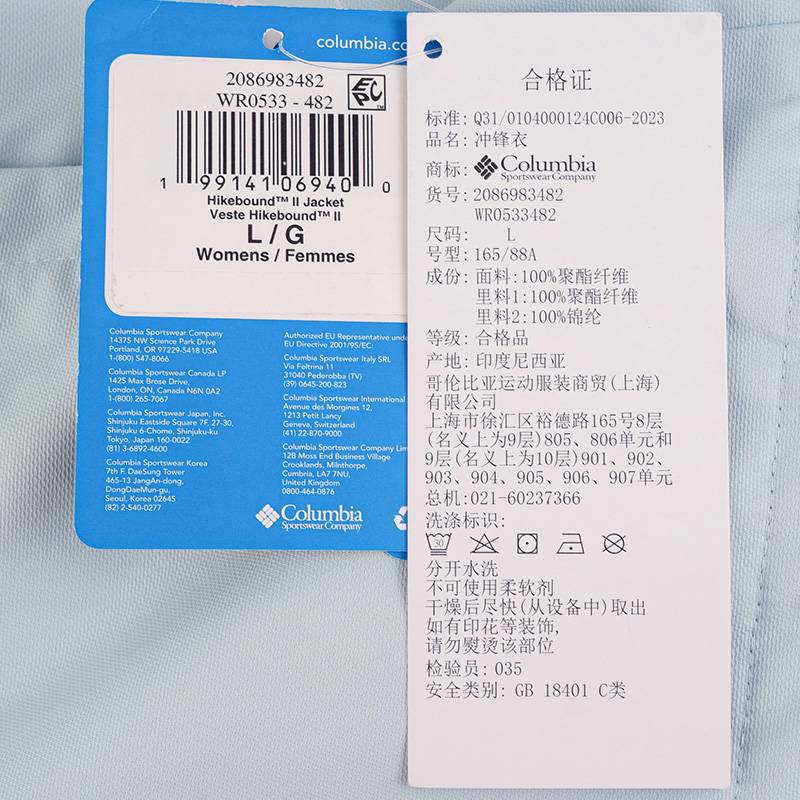 columbia.co
2086983482
WR0533 - 482
EPC™
1 99141 06940 0
Hikebound™ II Jacket
Veste Hikebound™ II
L / G
Womens / Femmes
Columbia Sportswear Company
14375 NW Science Park Drive
Portland, OR 97229-5418 USA
1-(800) 547-8066
Columbia Sportswear Canada LP
1425 Max Brose Drive,
London, ON, Canada N6N 0A2
1-(800) 265-7067
Columbia Sportswear Japan, Inc.
Shinjuku Eastside Square 7F, 27-30,
Shinjuku 6-Chome, Shinjuku-ku
Tokyo, Japan 160-0022
(81) 3-6892-4600
Columbia Sportswear Korea
7th F. DaeSung Tower
465-13 JangAn-dong.
DongDaeMun-gu,
Seoul, Korea 02645
(82) 2-540-0277
Authorized EU Representative unde
EU Directive 2001/95/EC:
Columbia Sportswear Italy SRL
Via Feltrina 11
31040 Pederobba (TV)
(39) 0645-200-823
Columbia Sportswear International
Avenue des Morgines 12,
1213 Petit Lancy
Geneva, Switzerland
(41) 22-870-9000
Columbia Sportswear Company Lim
12B Moss End Business Village
Crooklands, Milnthorpe,
Cumbria, LA7 7NU,
United Kingdom
0800-464-0876
Columbia
Sportswear Company
合格证
标准: Q31/0104000124C006-2023
品名: 冲锋衣
商标: Columbia
Sportswear Company
货号: 2086983482
WR0533482
尺码: L
号型: 165/88A
成份: 面料:100%聚酯纤维
里料1:100%聚酯纤维
里料2:100%锦纶
等级: 合格品
产地: 印度尼西亚
哥伦比亚运动服装商贸(上海)
有限公司
上海市徐汇区裕德路165号8层
(名义上为9层)805、806单元和
9层(名义上为10层)901、902、
903、904、905、906、907单元
总机:021-60237366
洗涤标识:
30
分开水洗
不可使用柔软剂
干燥后尽快(从设备中)取出
如有印花等装饰,
请勿熨烫该部位
检验员: 035
安全类别: GB 18401 C类